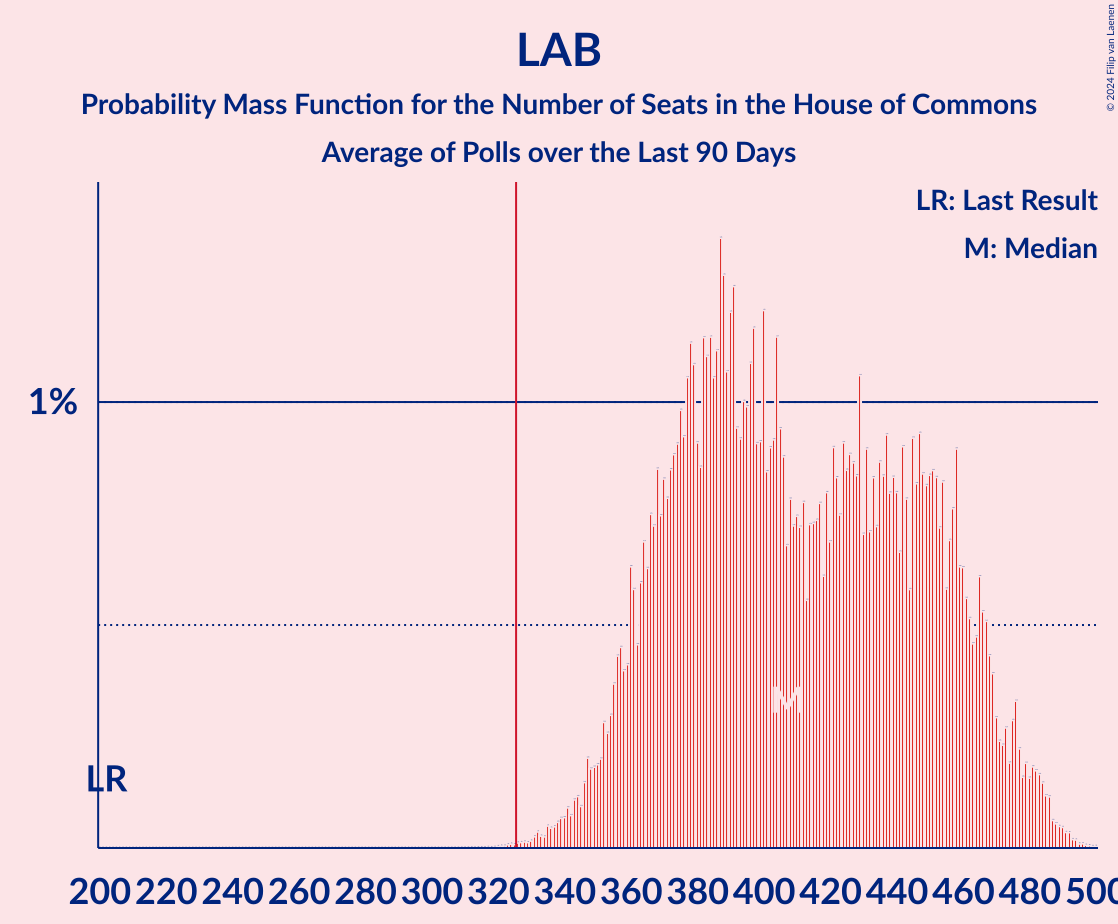 LAB
Probability Mass Function for the Number of Seats in the House of Commons
Average of Polls over the Last 90 Days
© 2024 Filip van Laenen
LR: Last Result
M: Median
1%
M
LR
200 220 240 260 280 300 320 340 360 380 400 420 440 460 480 500